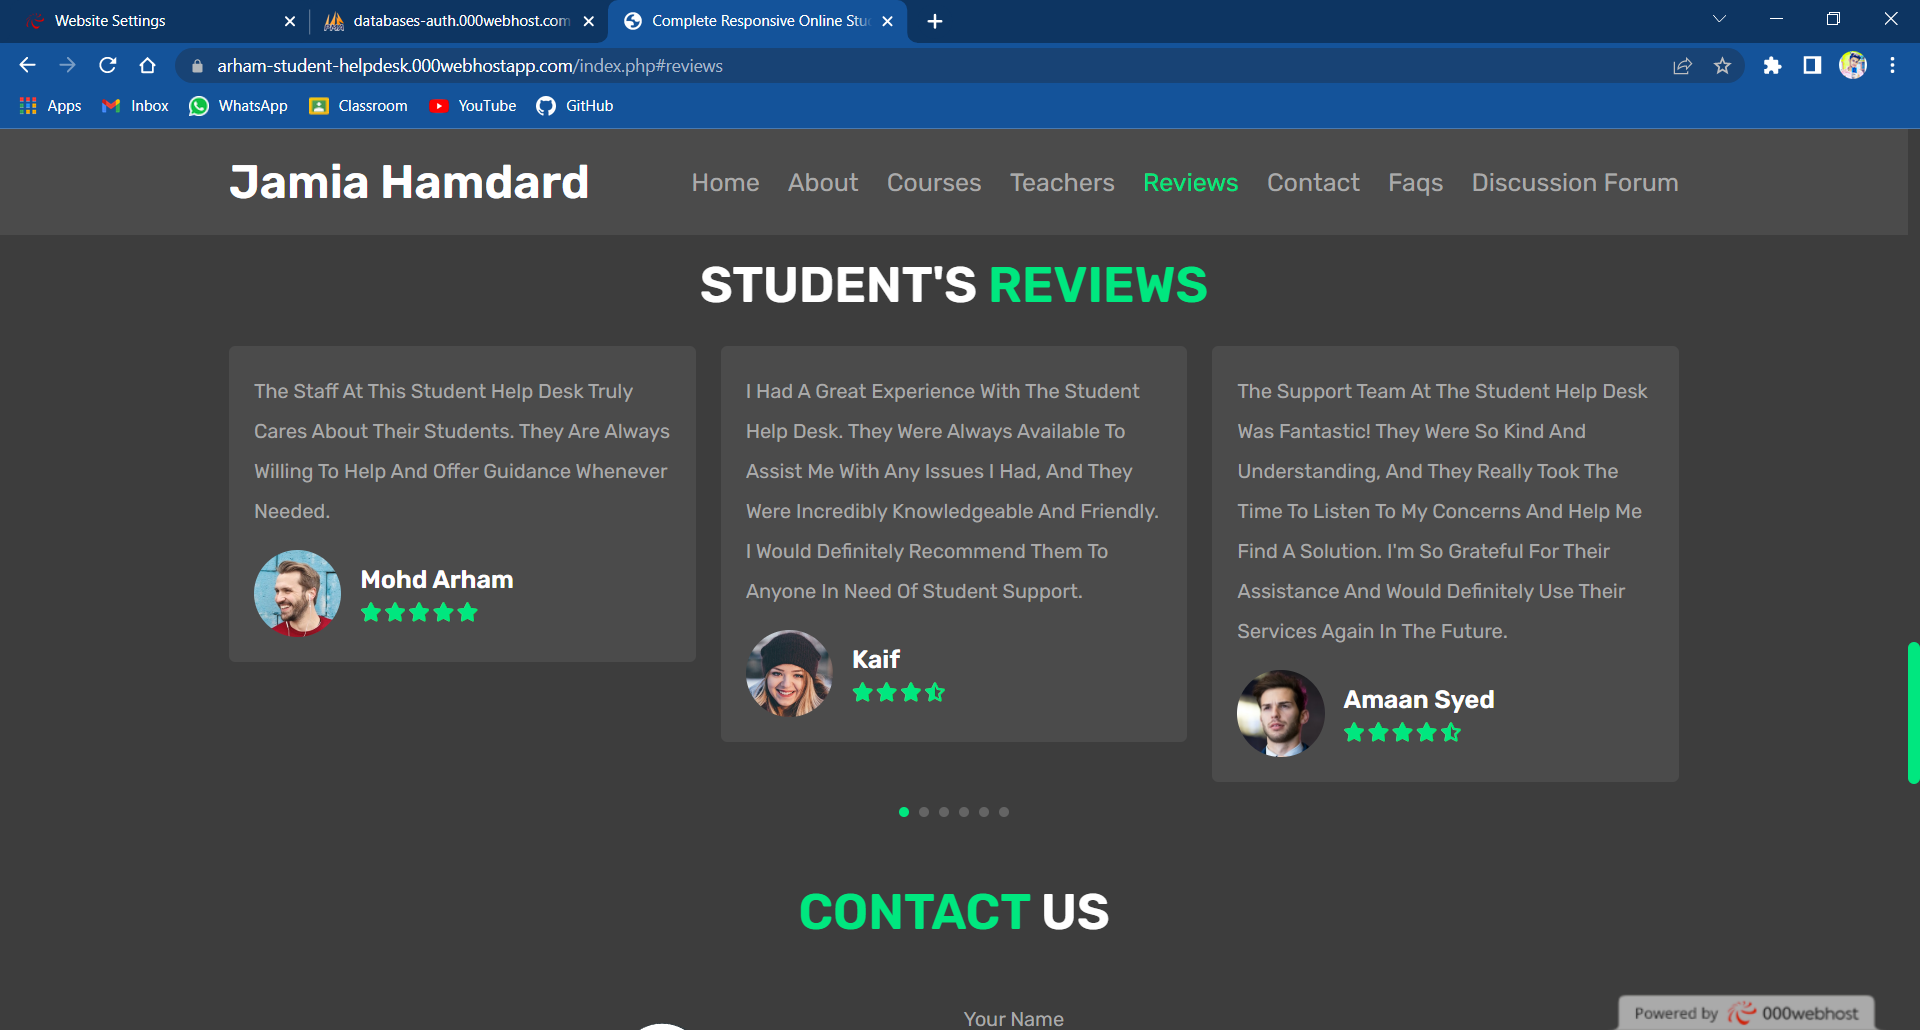 Website Settings
databases-auth.000webhost.com
Complete Responsive Online Stu
arham-student-helpdesk.000webhostapp.com/index.php#reviews
Apps
Inbox
WhatsApp
Classroom
YouTube
GitHub
Jamia Hamdard
Home
About
Courses
Teachers
Reviews
Contact
Faqs
Discussion Forum
STUDENT'S REVIEWS
The Staff At This Student Help Desk Truly
Cares About Their Students. They Are Always
Willing To Help And Offer Guidance Whenever
Needed.
Mohd Arham
I Had A Great Experience With The Student
Help Desk. They Were Always Available To
Assist Me With Any Issues I Had, And They
Were Incredibly Knowledgeable And Friendly.
I Would Definitely Recommend Them To
Anyone In Need Of Student Support.
Kaif
The Support Team At The Student Help Desk
Was Fantastic! They Were So Kind And
Understanding, And They Really Took The
Time To Listen To My Concerns And Help Me
Find A Solution. I'm So Grateful For Their
Assistance And Would Definitely Use Their
Services Again In The Future.
Amaan Syed
CONTACT US
Your Name
Powered by 000webhost